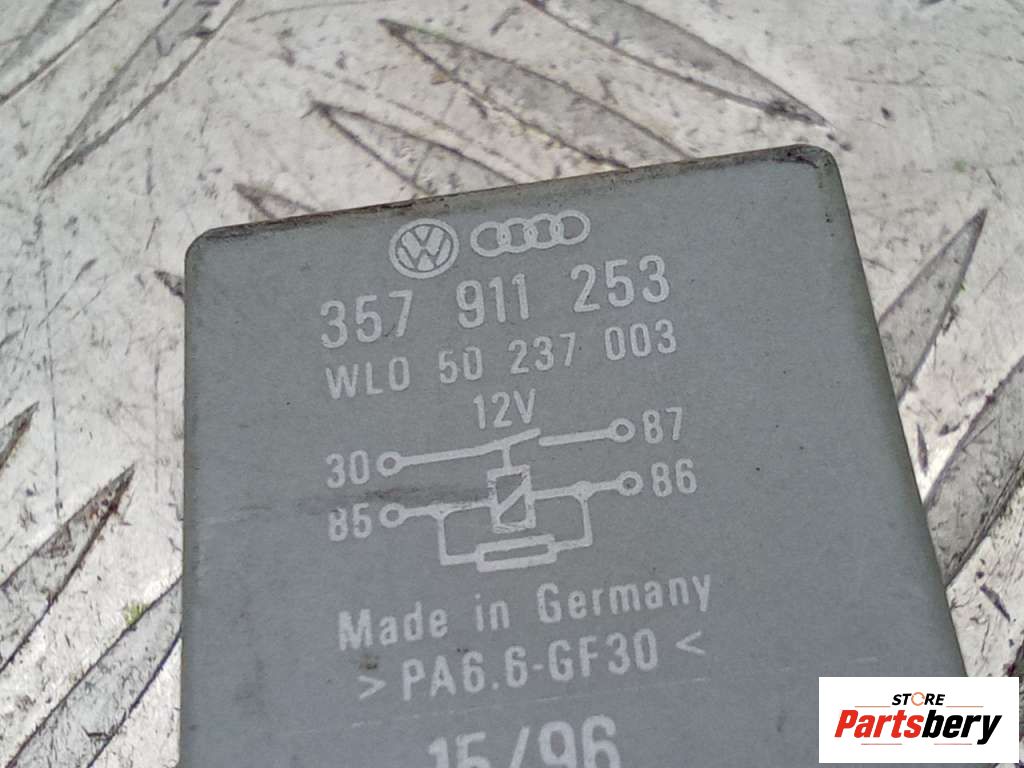 357 911 253
WL0 50 237 003
12V
30 87
85 86
Made in Germany
> PA6.6-GF30 <
15/96
STORE
Partsbery